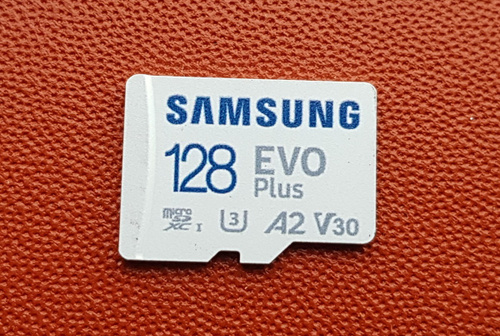 SAMSUNG
128 EVO Plus
micro SD XC I U3 A2 V30